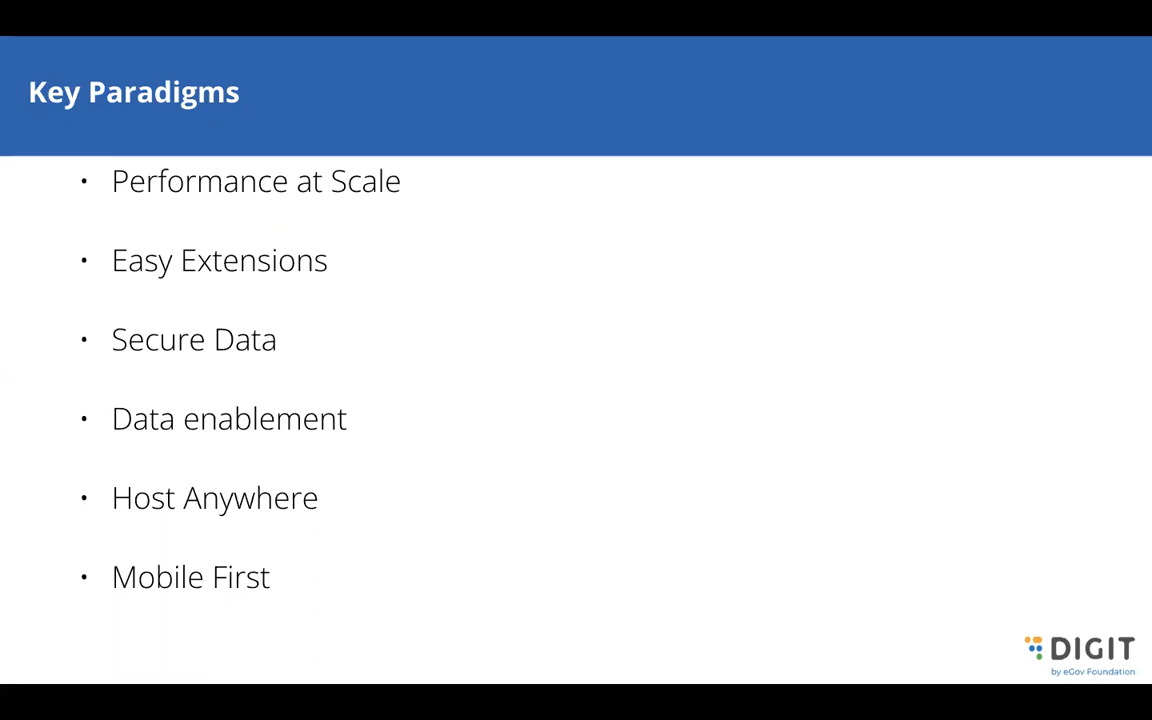 Key Paradigms
• Performance at Scale
• Easy Extensions
• Secure Data
• Data enablement
• Host Anywhere
• Mobile First
DIGIT
by eGov Foundation